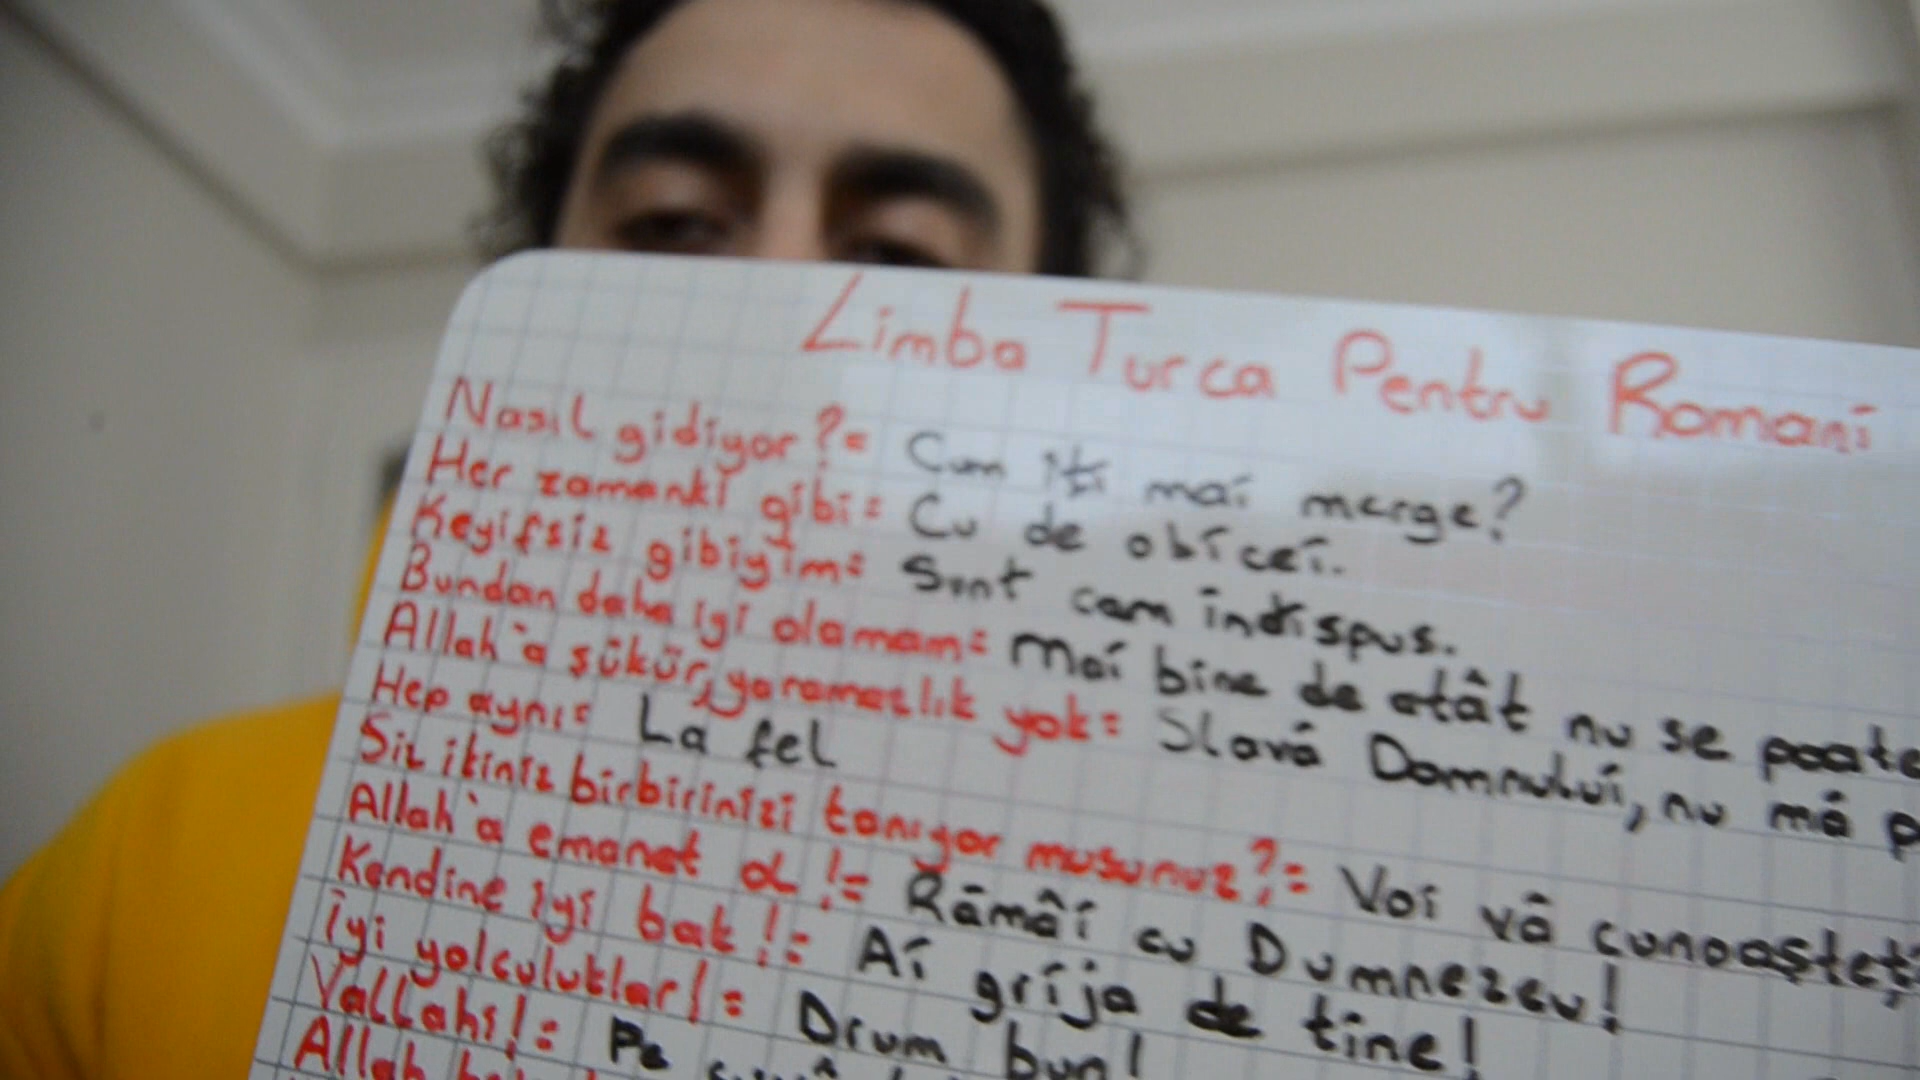 Limba Turca Pentru Romani
Nasıl gidiyor?= Cum iţi mai merge?
Her zamanki gibi= Cu de obicei.
Keyifsiz gibiyim= Sunt cam indispus.
Bundan daha iyi olamam= Mai bine de atât nu se poate
Allah'a şükür, yaramazlık yok= Slavă Domnului, nu mă p
Hep aynı= La fel
Siz ikiniz birbirinizi tanıyor musunuz?= Voi vă cunoaşteţi
Allah'a emanet ol!= Rămâi cu Dumnezeu!
Kendine iyi bak!= Ai grija de tine!
İyi yolculuklar!= Drum bun!
Vallahi!= Pe
Allah